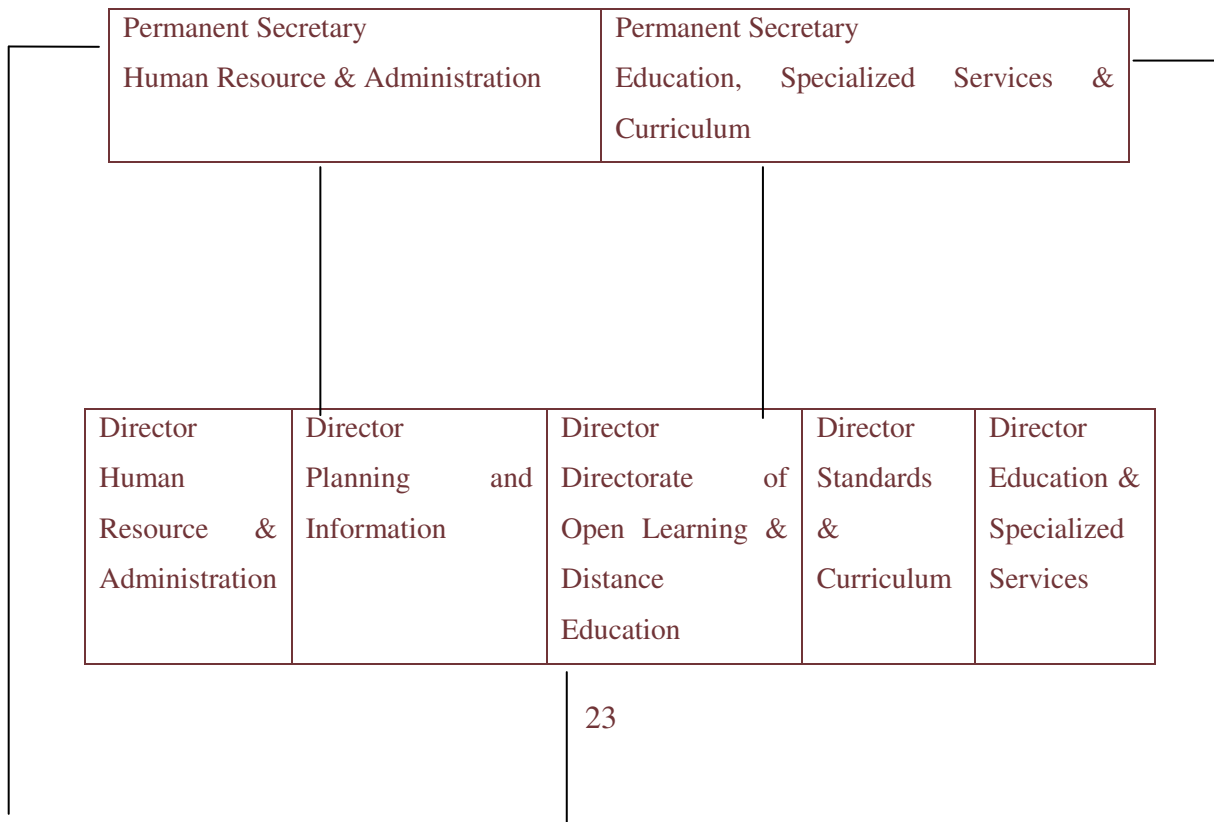 Permanent Secretary
Human Resource & Administration
Permanent Secretary
Education, Specialized Services &
Curriculum
Director
Human
Resource &
Administration
Director
Planning and
Information
Director
Directorate of
Open Learning &
Distance
Education
Director
Standards
&
Curriculum
Director
Education &
Specialized
Services
23